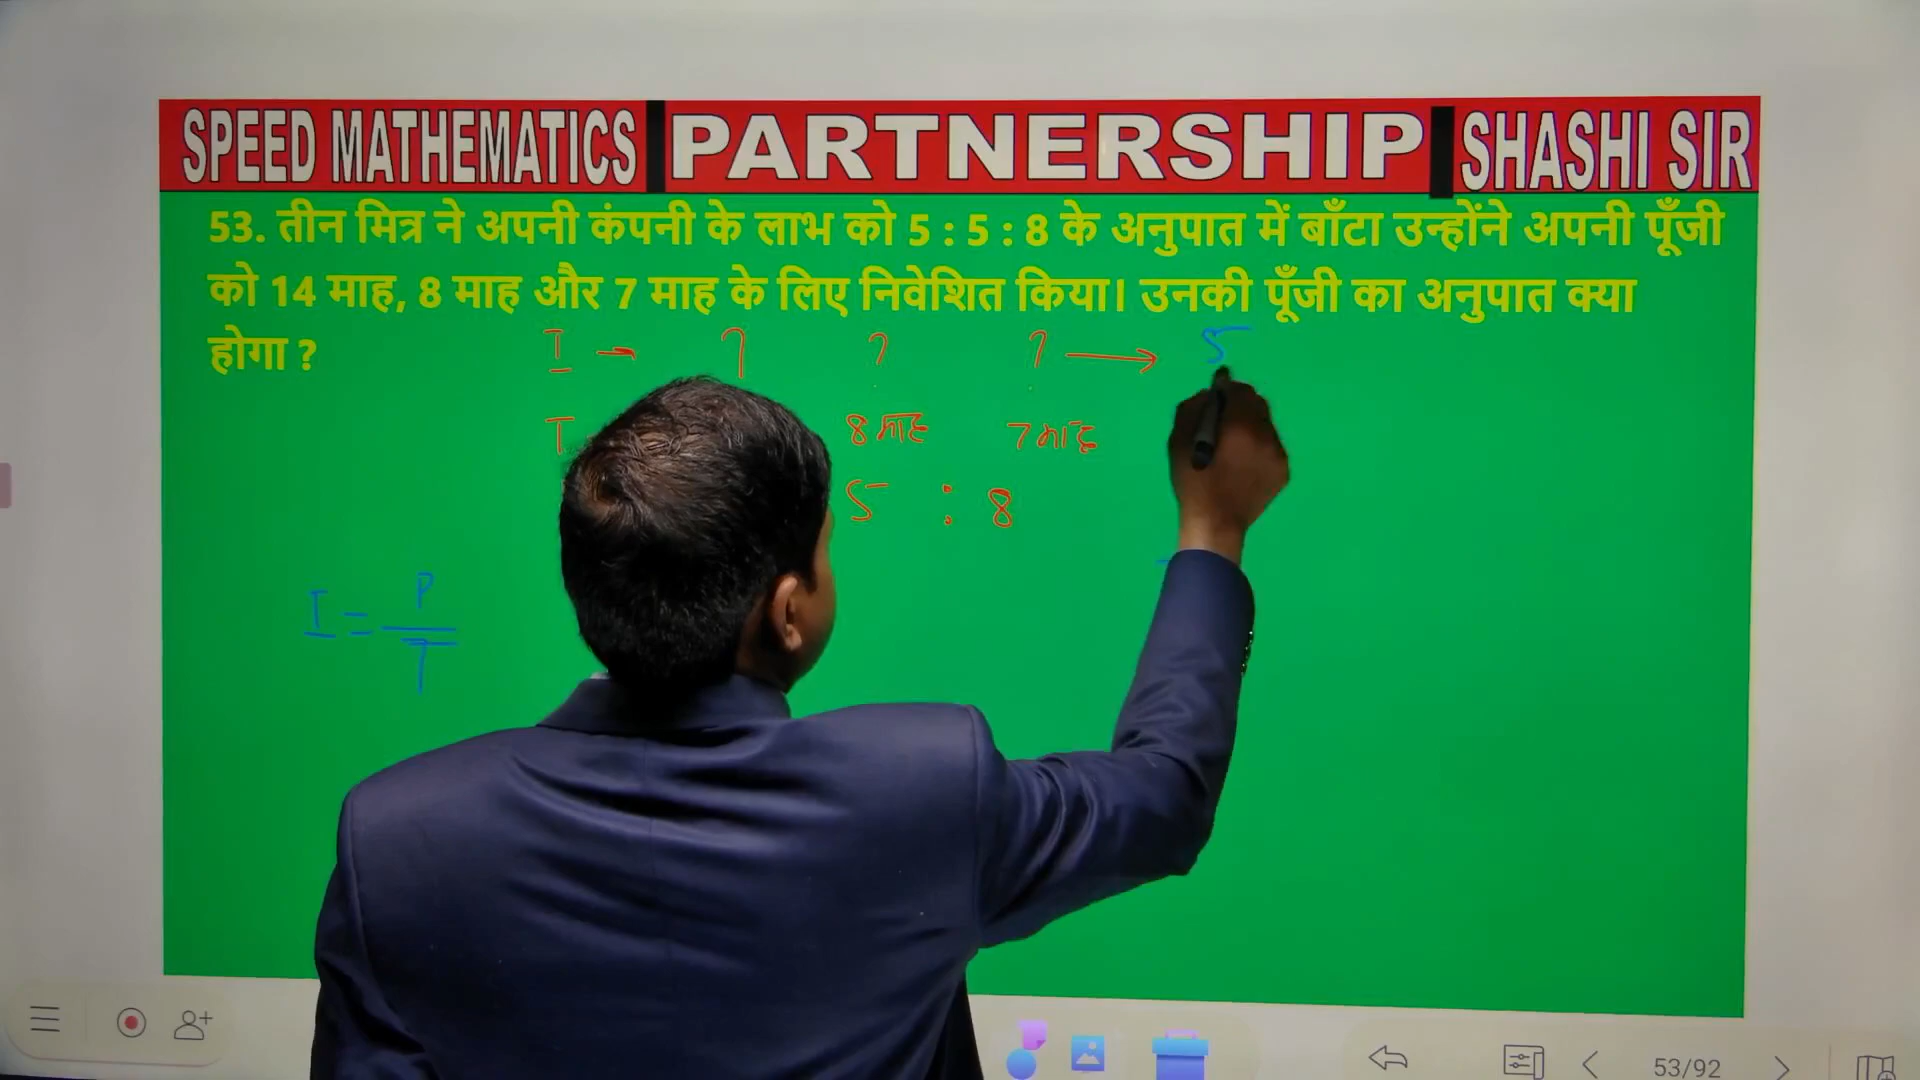 SPEED MATHEMATICS PARTNERSHIP SHASHI SIR
53. तीन मित्र ने अपनी कंपनी के लाभ को 5 : 5 : 8 के अनुपात में बाँटा उन्होंने अपनी पूँजी
को 14 माह, 8 माह और 7 माह के लिए निवेशित किया। उनकी पूँजी का अनुपात क्या
होगा ?
I → ? ? ? → 5
T 8 माह 7 माह
5 : 8
I = P
T
53/92